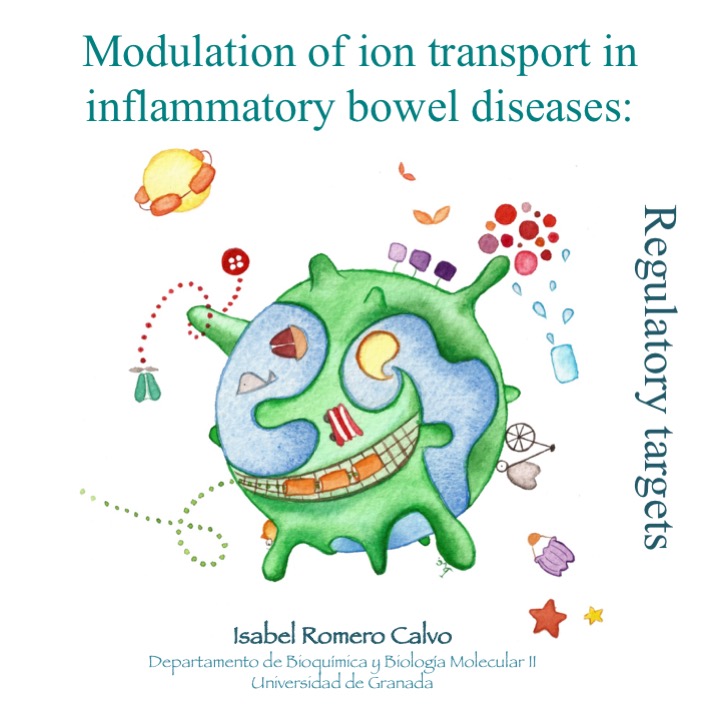 Modulation of ion transport in
inflammatory bowel diseases:
Regulatory targets
Isabel Romero Calvo
Departamento de Bioquímica y Biología Molecular II
Universidad de Granada